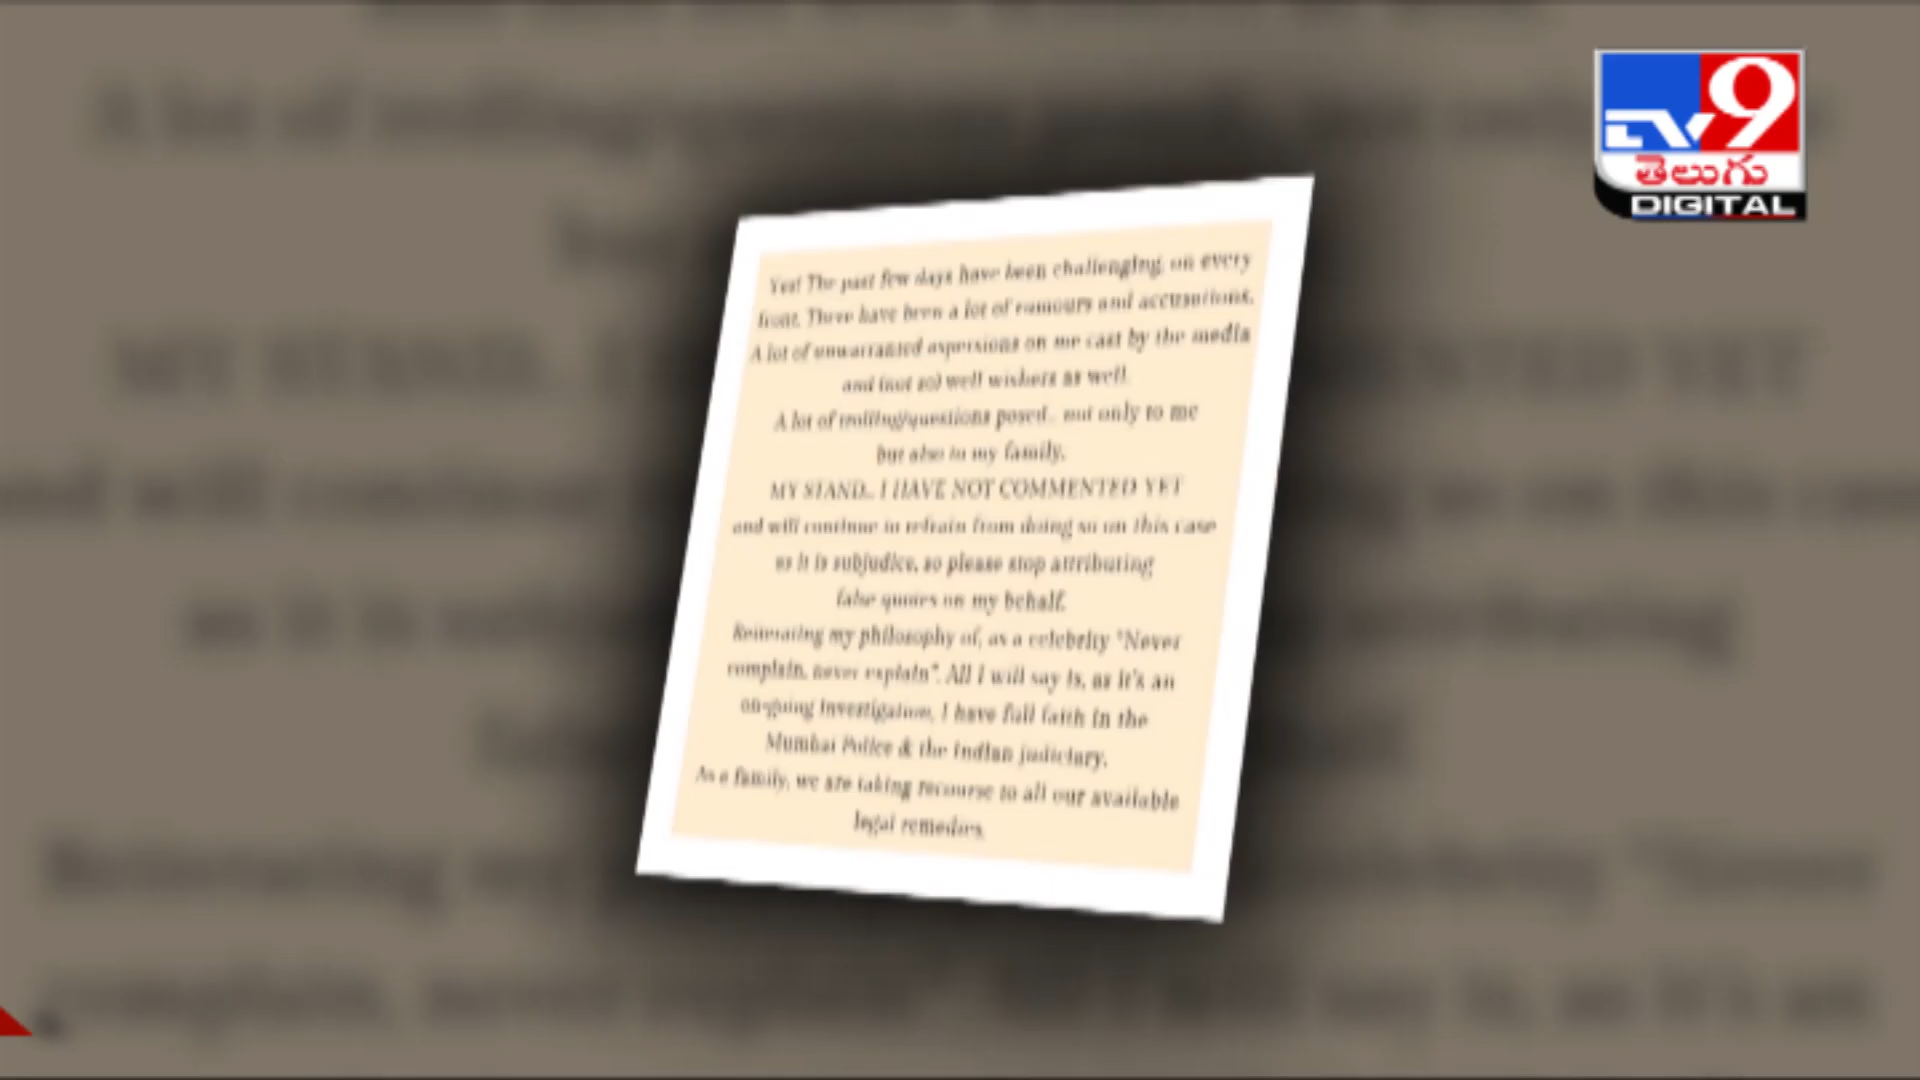 TV9
తెలుగు
DIGITAL
Yes! The past few days have been challenging, on every
front. There have been a lot of rumours and accusations.
A lot of unwarranted aspersions on me cast by the media
and (not so) well wishers as well.
A lot of trolling/questions posed.. not only to me
but also to my family.
MY STAND.. I HAVE NOT COMMENTED YET
and will continue to refrain from doing so on this case
as it is subjudice, so please stop attributing
false quotes on my behalf.
Reiterating my philosophy of, as a celebrity "Never
complain, never explain". All I will say is, as it's an
on-going investigation, I have full faith in the
Mumbai Police & the Indian judiciary.
As a family, we are taking recourse to all our available
legal remedies.